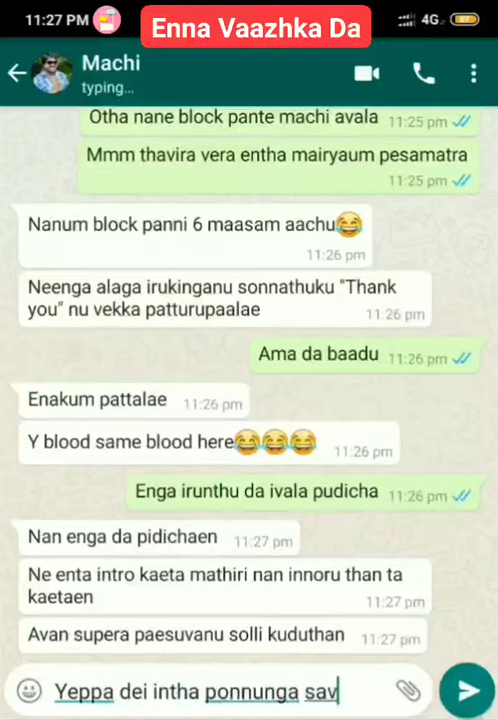 11:27 PM
4G
Enna Vaazhka Da
Machi
typing...
Otha nane block pante machi avala 11:25 pm
Mmm thavira vera entha mairyaum pesamatra
11:25 pm
Nanum block panni 6 maasam aachu😂
11:26 pm
Neenga alaga irukinganu sonnathuku "Thank
you" nu vekka patturupaalae 11:26 pm
Ama da baadu 11:26 pm
Enakum pattalae 11:26 pm
Y blood same blood here😂😂😂 11:26 pm
Enga irunthu da ivala pudicha 11:26 pm
Nan enga da pidichaen 11:27 pm
Ne enta intro kaeta mathiri nan innoru than ta
kaetaen
11:27 pm
Avan supera paesuvanu solli kuduthan 11:27 pm
Yeppa dei intha ponnunga sav